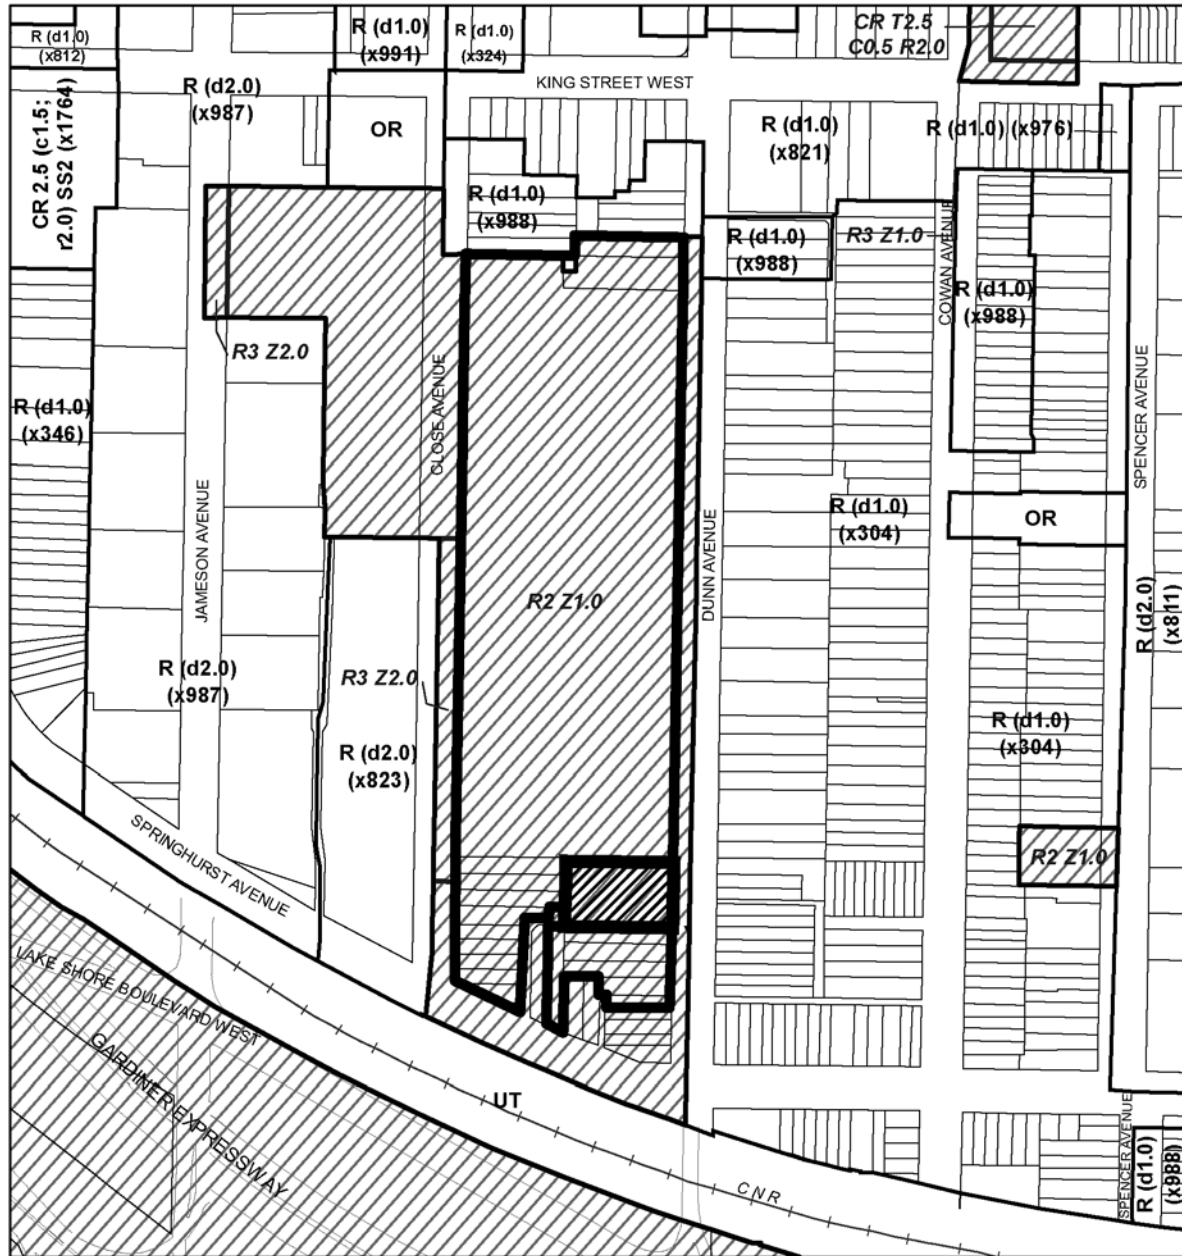 R (d1.0)
(x812)
R (d1.0)
(x991)
R (d1.0)
(x324)
CR T2.5
C0.5 R2.0
KING STREET WEST
CR 2.5 (c1.5;
r2.0) SS2 (x1764)
R (d2.0)
(x987)
OR
R (d1.0)
(x821)
R (d1.0) (x976)
R (d1.0)
(x988)
R (d1.0)
(x988)
R3 Z1.0
COWAN AVENUE
R (d1.0)
(x988)
R3 Z2.0
CLOSE AVENUE
SPENCER AVENUE
R (d1.0)
(x346)
JAMESON AVENUE
R (d1.0)
(x304)
OR
DUNN AVENUE
R2 Z1.0
R (d2.0)
(x811)
R (d2.0)
(x987)
R3 Z2.0
R (d2.0)
(x823)
R (d1.0)
(x304)
R2 Z1.0
SPRINGHURST AVENUE
LAKE SHORE BOULEVARD WEST
GARDINER EXPRESSWAY
UT
CNR
SPENCER AVENUE
R (d1.0)
(x988)